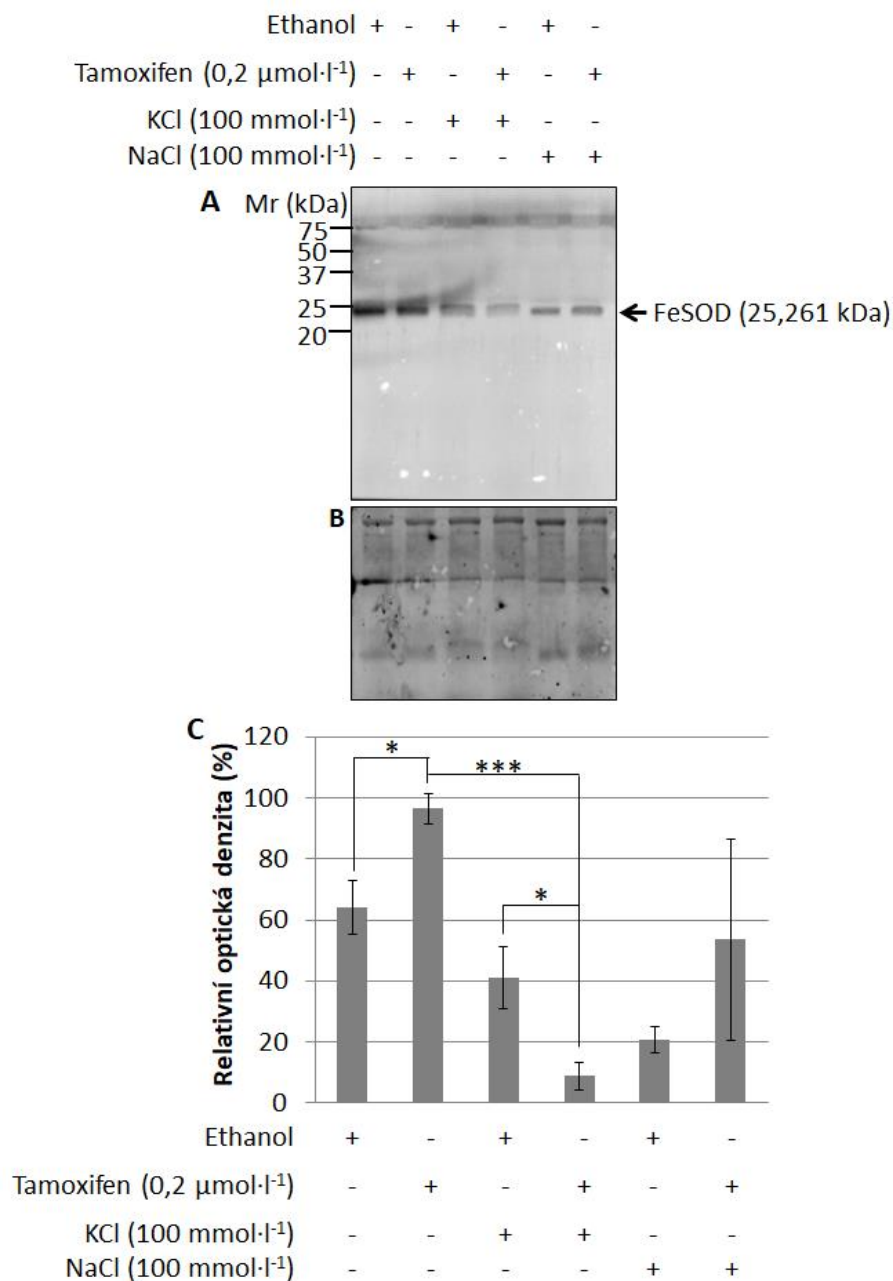 Ethanol + - + - + -
Tamoxifen (0,2 µmol·l⁻¹) - + - + - +
KCl (100 mmol·l⁻¹) - - + + - -
NaCl (100 mmol·l⁻¹) - - - - + +
A Mr (kDa)
75
50
37
25
FeSOD (25,261 kDa)
20
B
C
Relativní optická denzita (%)
120
100
80
60
40
20
0
*
***
*
Ethanol + - + - + -
Tamoxifen (0,2 µmol·l⁻¹) - + - + - +
KCl (100 mmol·l⁻¹) - - + + - -
NaCl (100 mmol·l⁻¹) - - - - + +